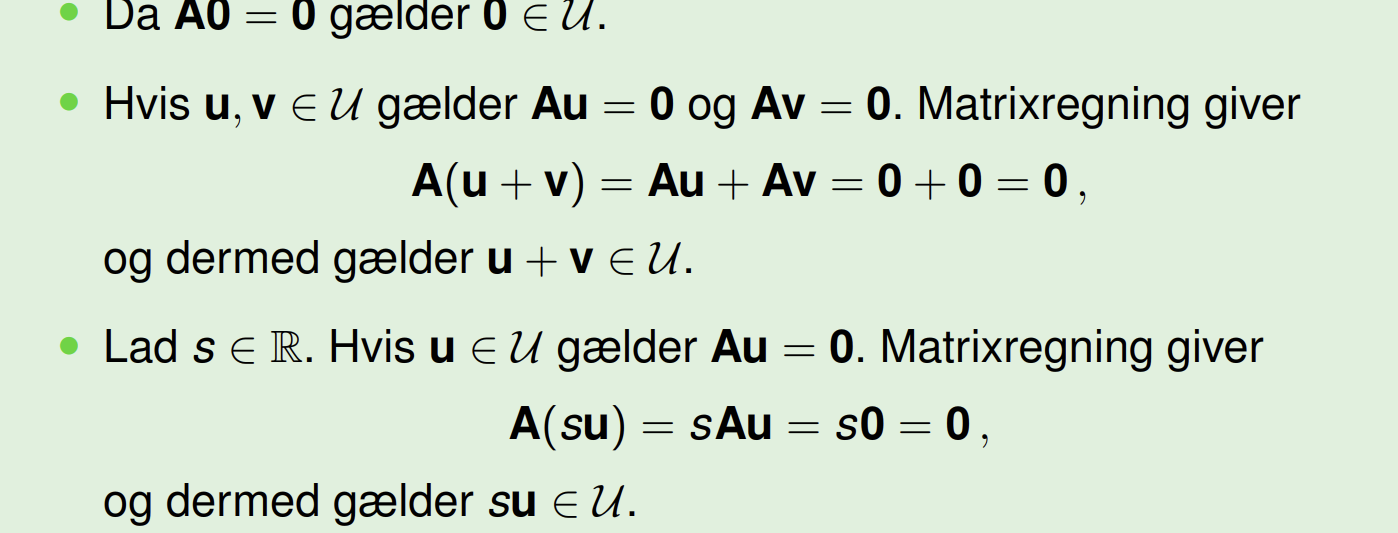 • Da A0 = 0 gælder 0 ∈ 𝒰.
• Hvis u, v ∈ 𝒰 gælder Au = 0 og Av = 0. Matrixregning giver
A(u + v) = Au + Av = 0 + 0 = 0 ,
og dermed gælder u + v ∈ 𝒰.
• Lad s ∈ ℝ. Hvis u ∈ 𝒰 gælder Au = 0. Matrixregning giver
A(su) = sAu = s0 = 0 ,
og dermed gælder su ∈ 𝒰.